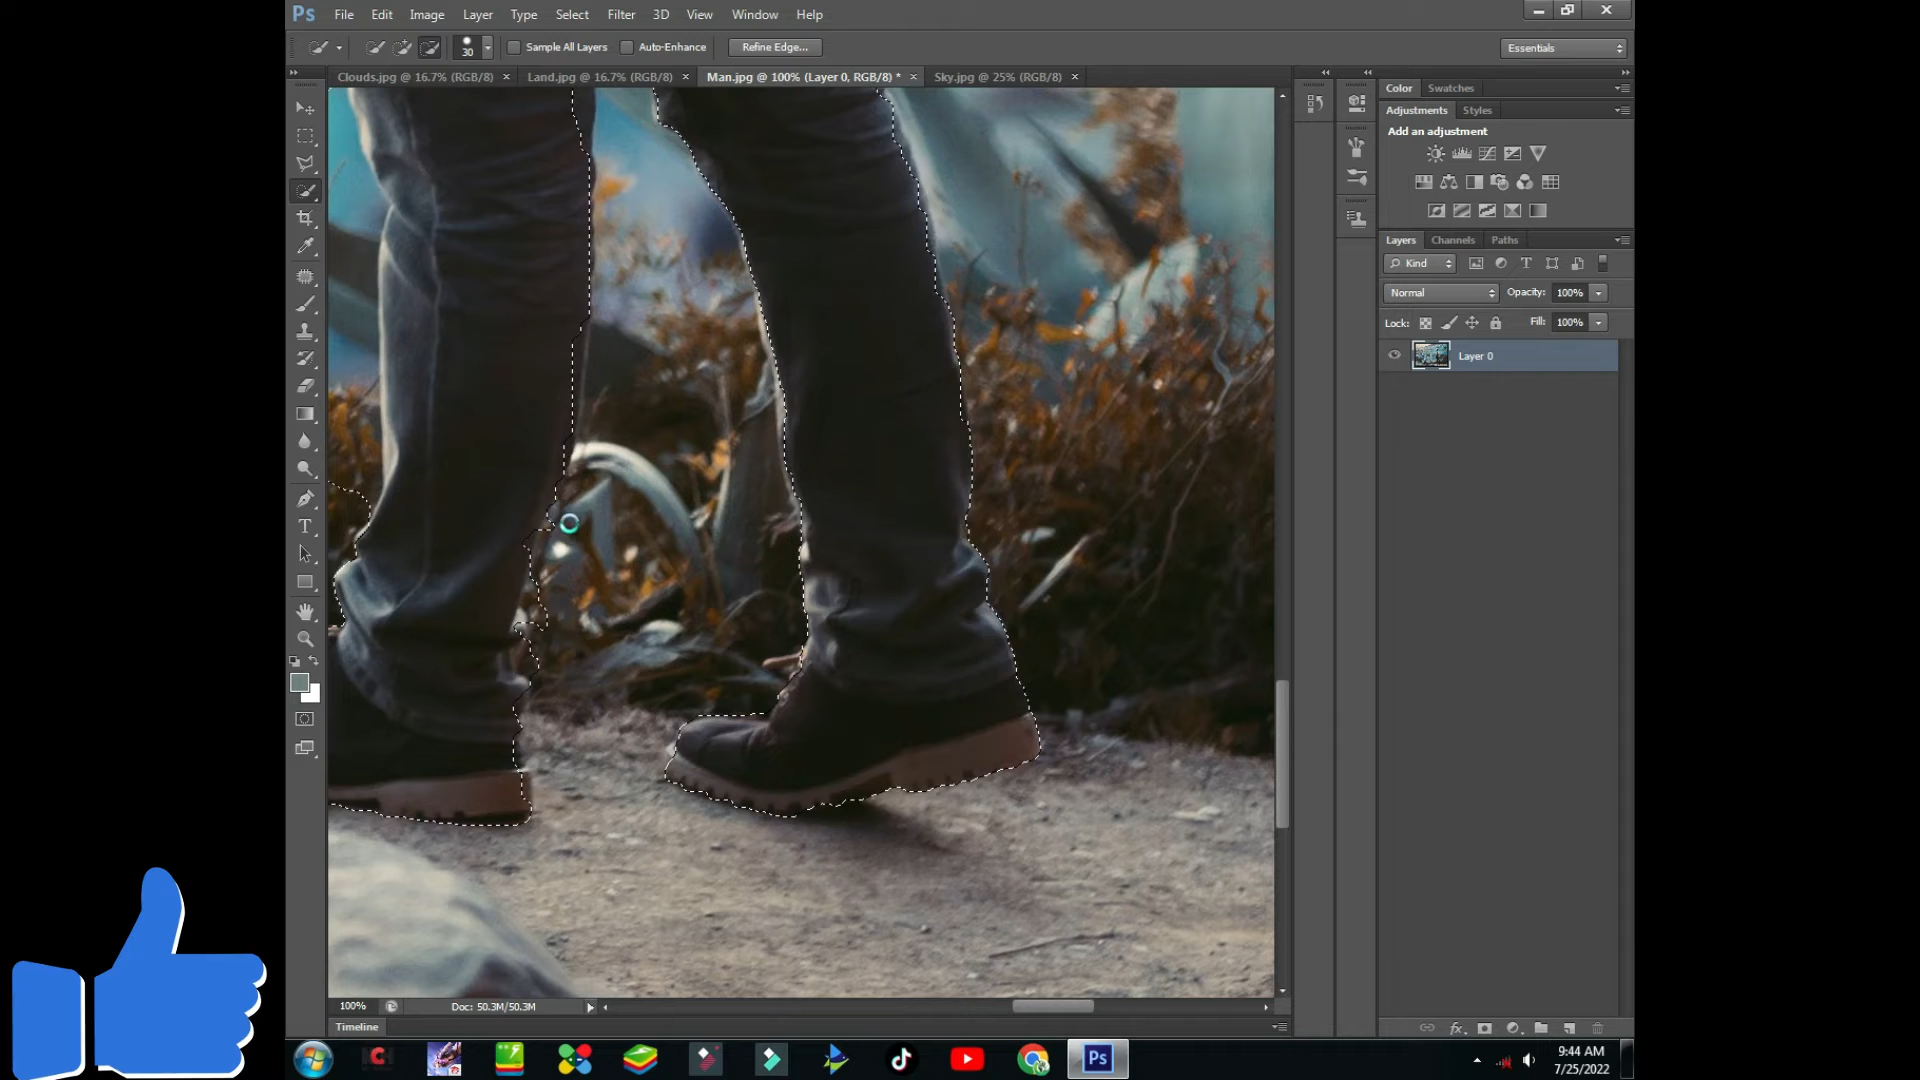 Ps File Edit Image Layer Type Select Filter 3D View Window Help
30 Sample All Layers Auto-Enhance Refine Edge... Essentials
Clouds.jpg @ 16.7% (RGB/8) × Land.jpg @ 16.7% (RGB/8) × Man.jpg @ 100% (Layer 0, RGB/8) * × Sky.jpg @ 25% (RGB/8) ×
Color Swatches
Adjustments Styles
Add an adjustment
Layers Channels Paths
Kind
Normal Opacity: 100%
Lock: Fill: 100%
Layer 0
100% Doc: 50.3M/50.3M
Timeline
Ps
9:44 AM
7/25/2022